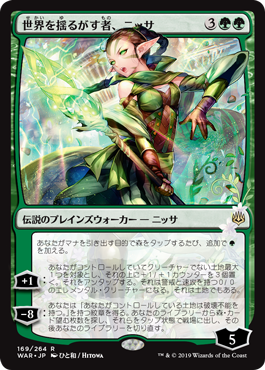 世界を揺るがす者、ニッサ 3
伝説のプレインズウォーカー ― ニッサ
あなたがマナを引き出す目的で森をタップするたび、追加で
を加える。
+1
あなたがコントロールしていてクリーチャーでない土地最大
1つを対象とし、それの上に+1/+1カウンターを3個置
く。それをアンタップする。それは警戒と速攻を持つ0/0
のエレメンタル・クリーチャーになる。それは土地でもある。
-8
あなたは「あなたがコントロールしている土地は破壊不能を
持つ。」を持つ紋章を得る。あなたのライブラリーから森・カー
ドを望む枚数探し、それらをタップ状態で戦場に出し、その
後あなたのライブラリーを切り直す。
5
169/264 R
WAR・JP ひと和/HITOWA
™ & © 2019 Wizards of the Coast